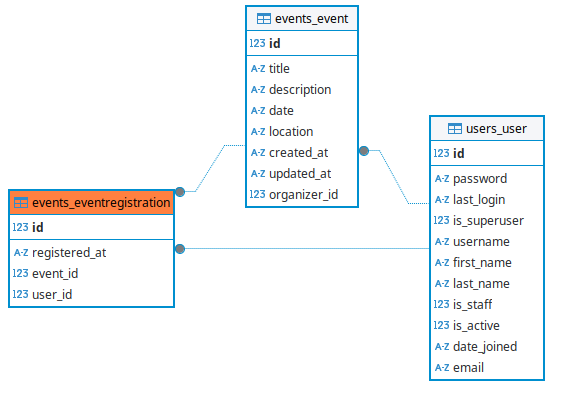 events_event
123 id
A-Z title
A-Z description
A-Z date
A-Z location
A-Z created_at
A-Z updated_at
123 organizer_id
users_user
123 id
A-Z password
A-Z last_login
123 is_superuser
A-Z username
A-Z first_name
A-Z last_name
123 is_staff
123 is_active
A-Z date_joined
A-Z email
events_eventregistration
123 id
A-Z registered_at
123 event_id
123 user_id